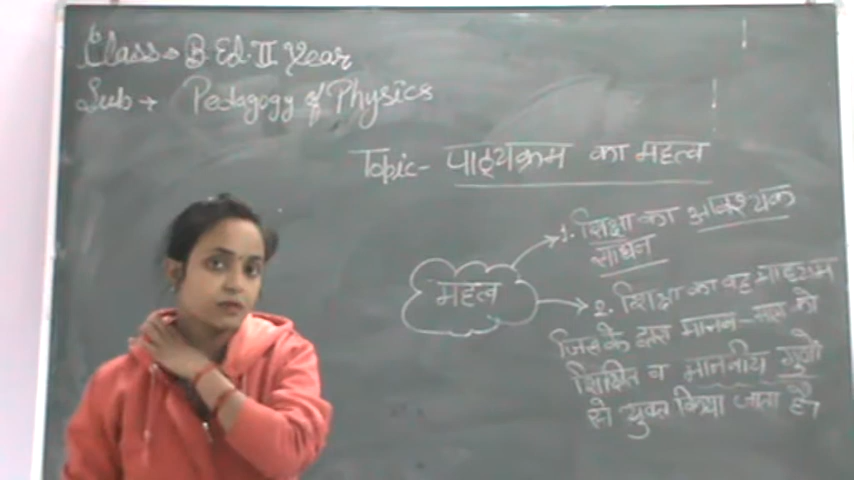 Class → B.Ed. II Year
Sub → Pedagogy of Physics
Topic- पाठ्यक्रम का महत्व
महत्व
1. शिक्षा का आवश्यक
साधन
2. शिक्षा का वह माध्यम
जिसके द्वारा मानव-मात्र को
शिक्षित व मानवीय गुणों
से युक्त किया जाता है।